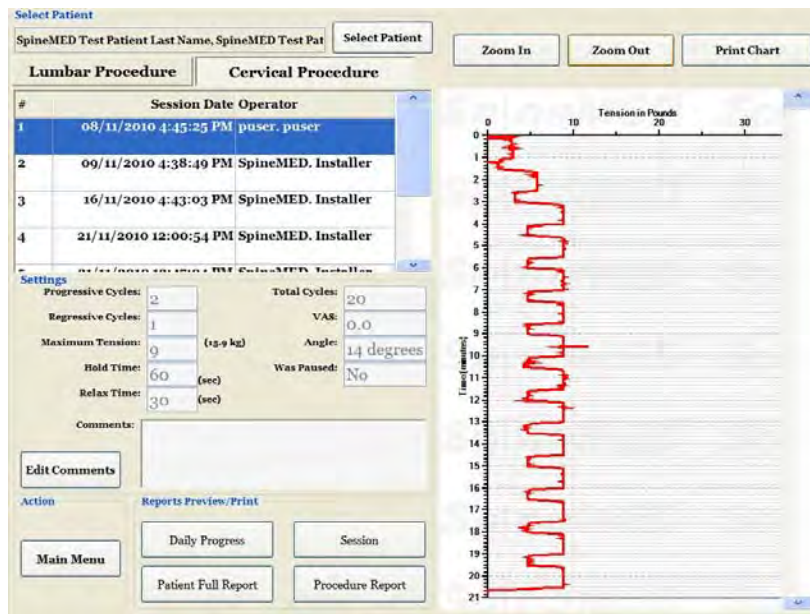 Select Patient
SpineMED Test Patient Last Name, SpineMED Test Pat
Select Patient
Lumbar Procedure
Cervical Procedure
# Session Date Operator
1 08/11/2010 4:45:25 PM puser. puser
2 09/11/2010 4:38:49 PM SpineMED. Installer
3 16/11/2010 4:43:03 PM SpineMED. Installer
4 21/11/2010 12:00:54 PM SpineMED. Installer
Settings
Progressive Cycles: 2
Total Cycles: 20
Regressive Cycles: 1
VAS: 0.0
Maximum Tension: 9 (15.9 kg)
Angle: 14 degrees
Hold Time: 60 (sec)
Was Paused: No
Relax Time: 30 (sec)
Comments:
Edit Comments
Action
Main Menu
Reports Preview/Print
Daily Progress
Session
Patient Full Report
Procedure Report
Zoom In
Zoom Out
Print Chart
Tension in Pounds
0 10 20 30
Time [minutes]
0
1
2
3
4
5
6
7
8
9
10
11
12
13
14
15
16
17
18
19
20
21